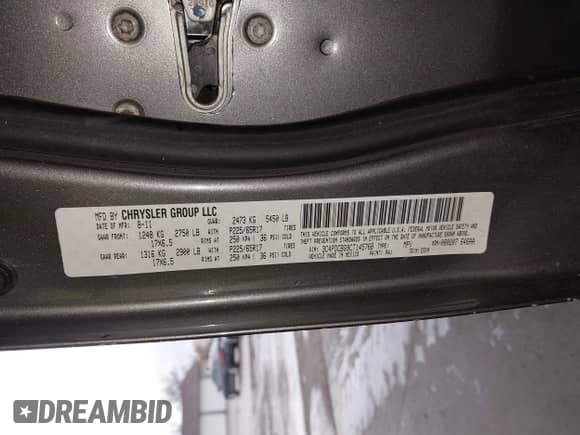 MFD BY CHRYSLER GROUP LLC
DATE OF MFR: 8-11 GVWR: 2473 KG 5450 LB
GAWR FRONT: 1248 KG 2750 LB TIRES P225/65R17
17X6.5 RIMS AT 250 KPA 36 PSI COLD
GAWR REAR: 1316 KG 2900 LB TIRES P225/65R17
17X6.5 RIMS AT 250 KPA 36 PSI COLD
THIS VEHICLE CONFORMS TO ALL APPLICABLE U.S.A. FEDERAL MOTOR VEHICLE SAFETY AND
THEFT PREVENTION STANDARDS IN EFFECT ON THE DATE OF MANUFACTURE SHOWN ABOVE.
VIN: TYPE: MPV
MADE IN MEXICO
DREAMBID